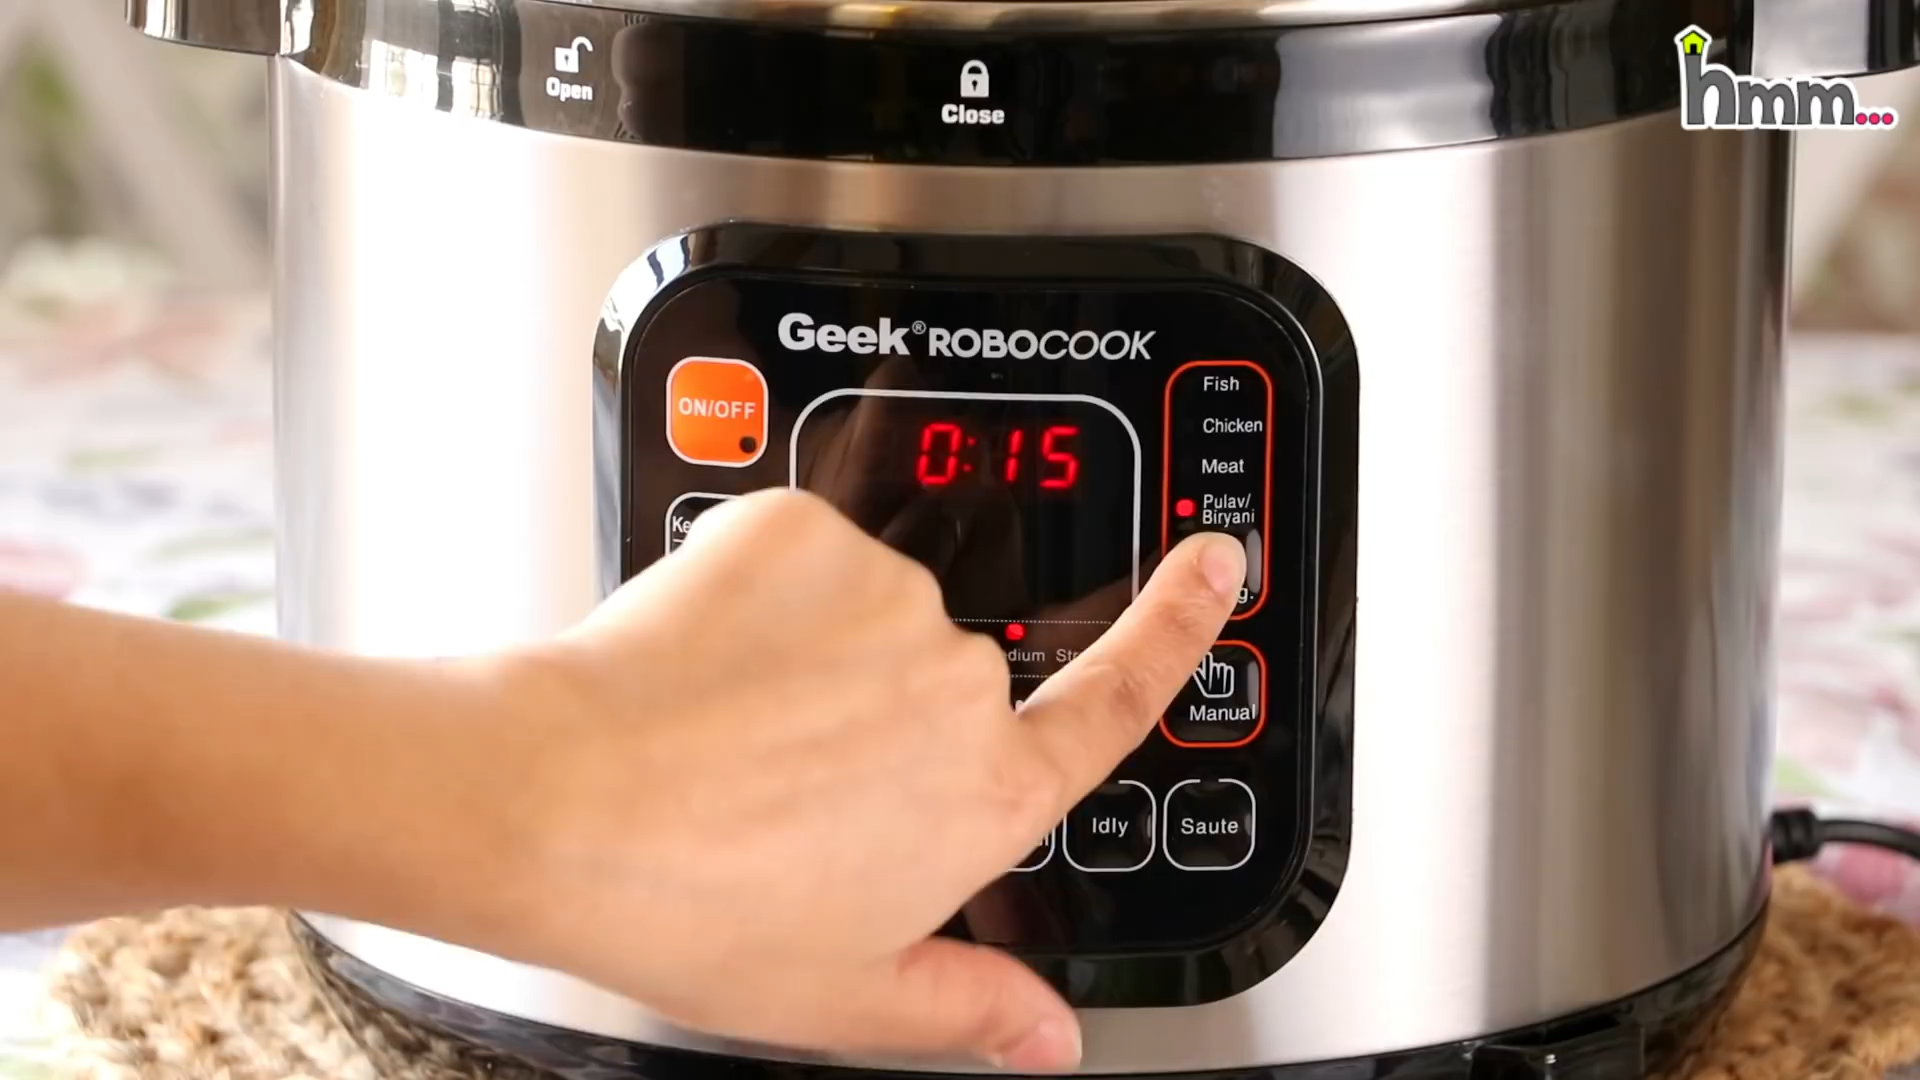 Open
Close
hmm...
Geek® ROBOCOOK
ON/OFF
0:15
Fish
Chicken
Meat
Pulav/
Biryani
Manual
Idly
Saute